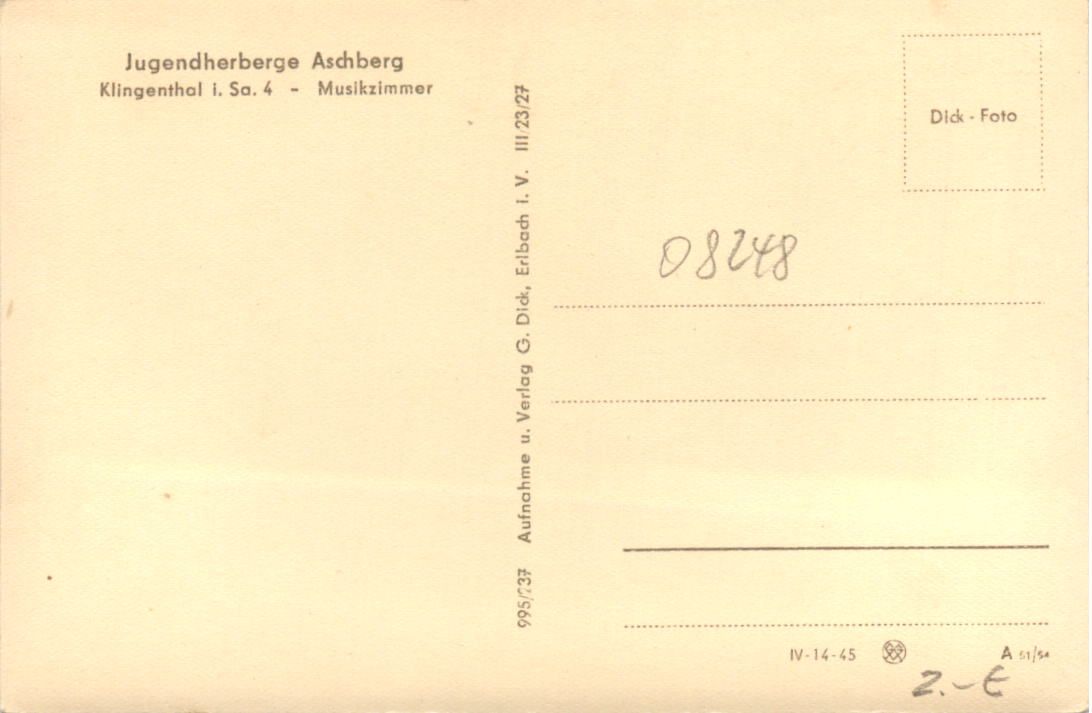 Jugendherberge Aschberg
Klingenthal i. Sa. 4 - Musikzimmer
Dick - Foto
08248
995/737 Aufnahme u. Verlag G. Dick, Erlbach i. V. III/23/27
IV-14-45
A 51/54
2.-€